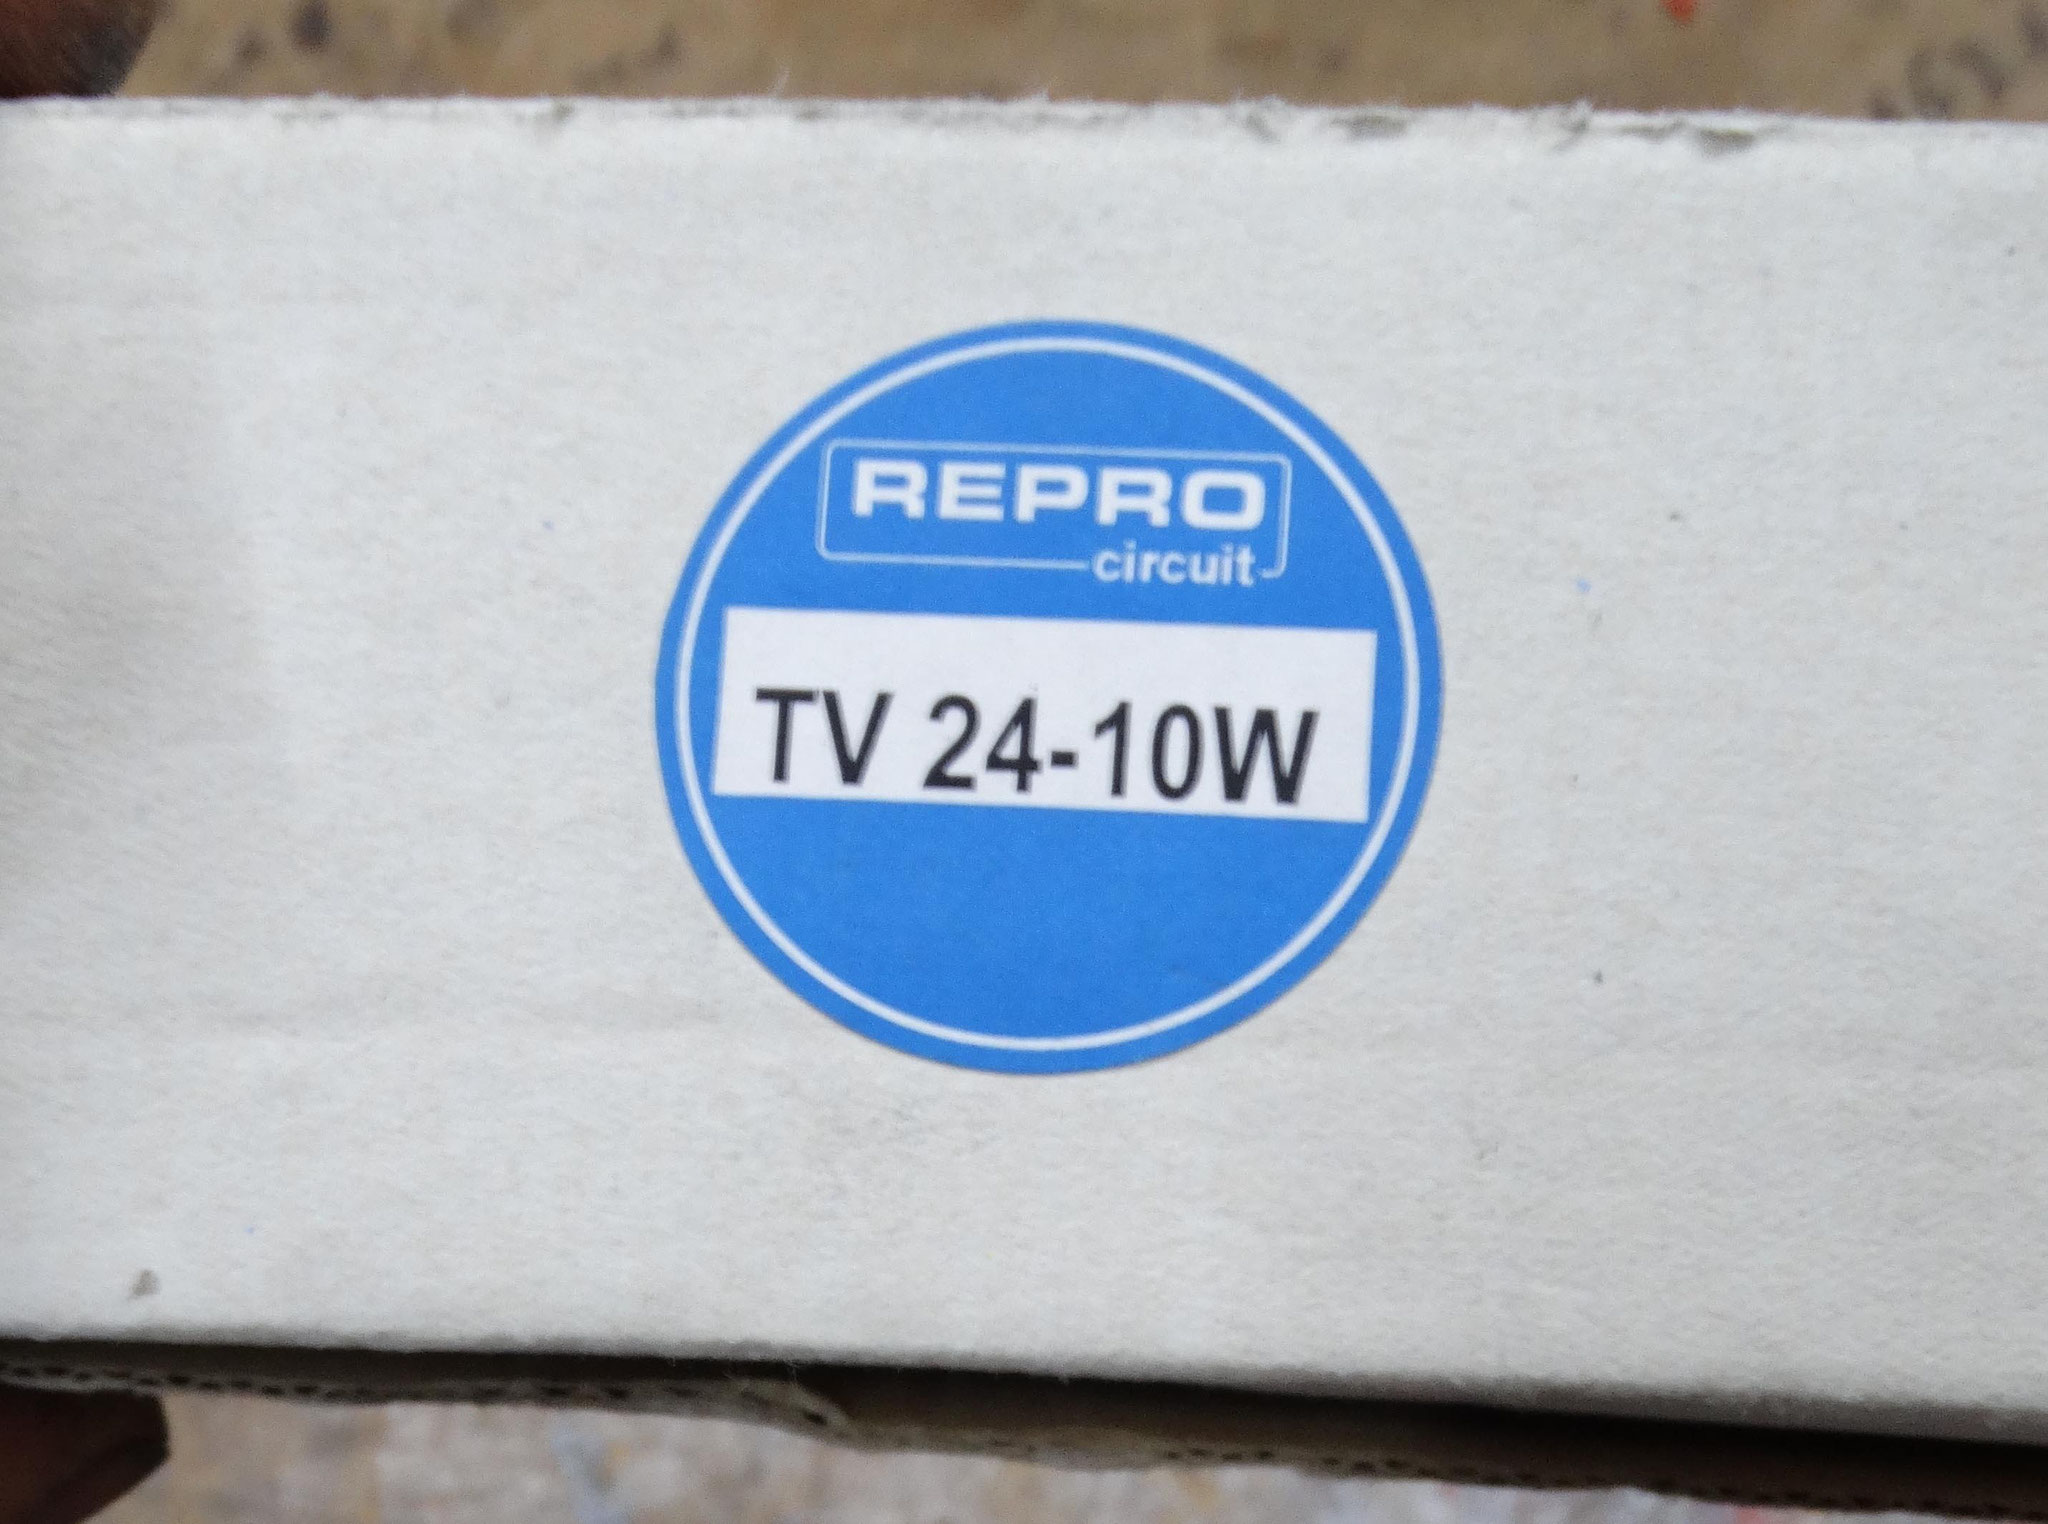 REPRO
circuit
TV 24-10W